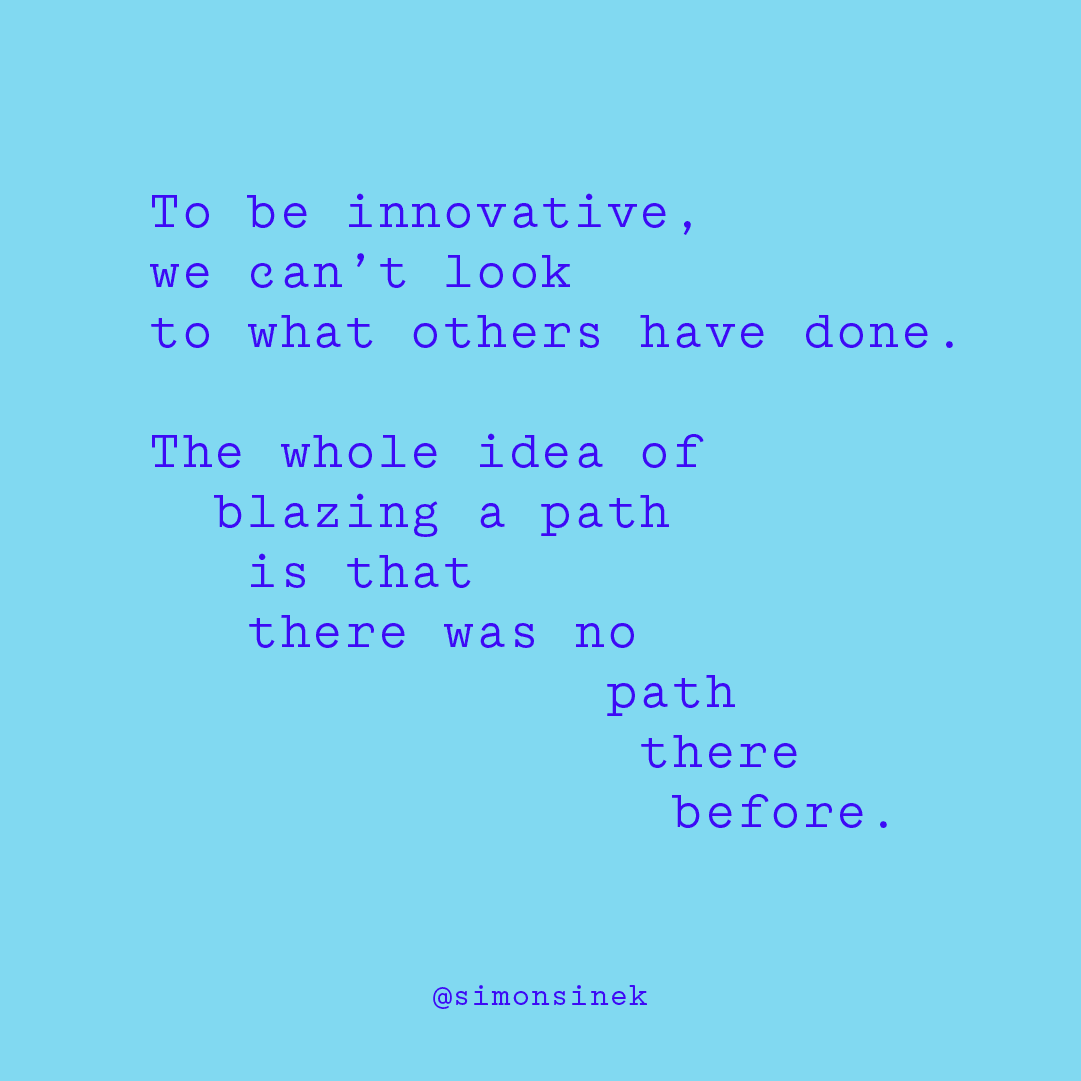 To be innovative,
we can’t look
to what others have done.
The whole idea of
blazing a path
is that
there was no
path
there
before.
@simonsinek